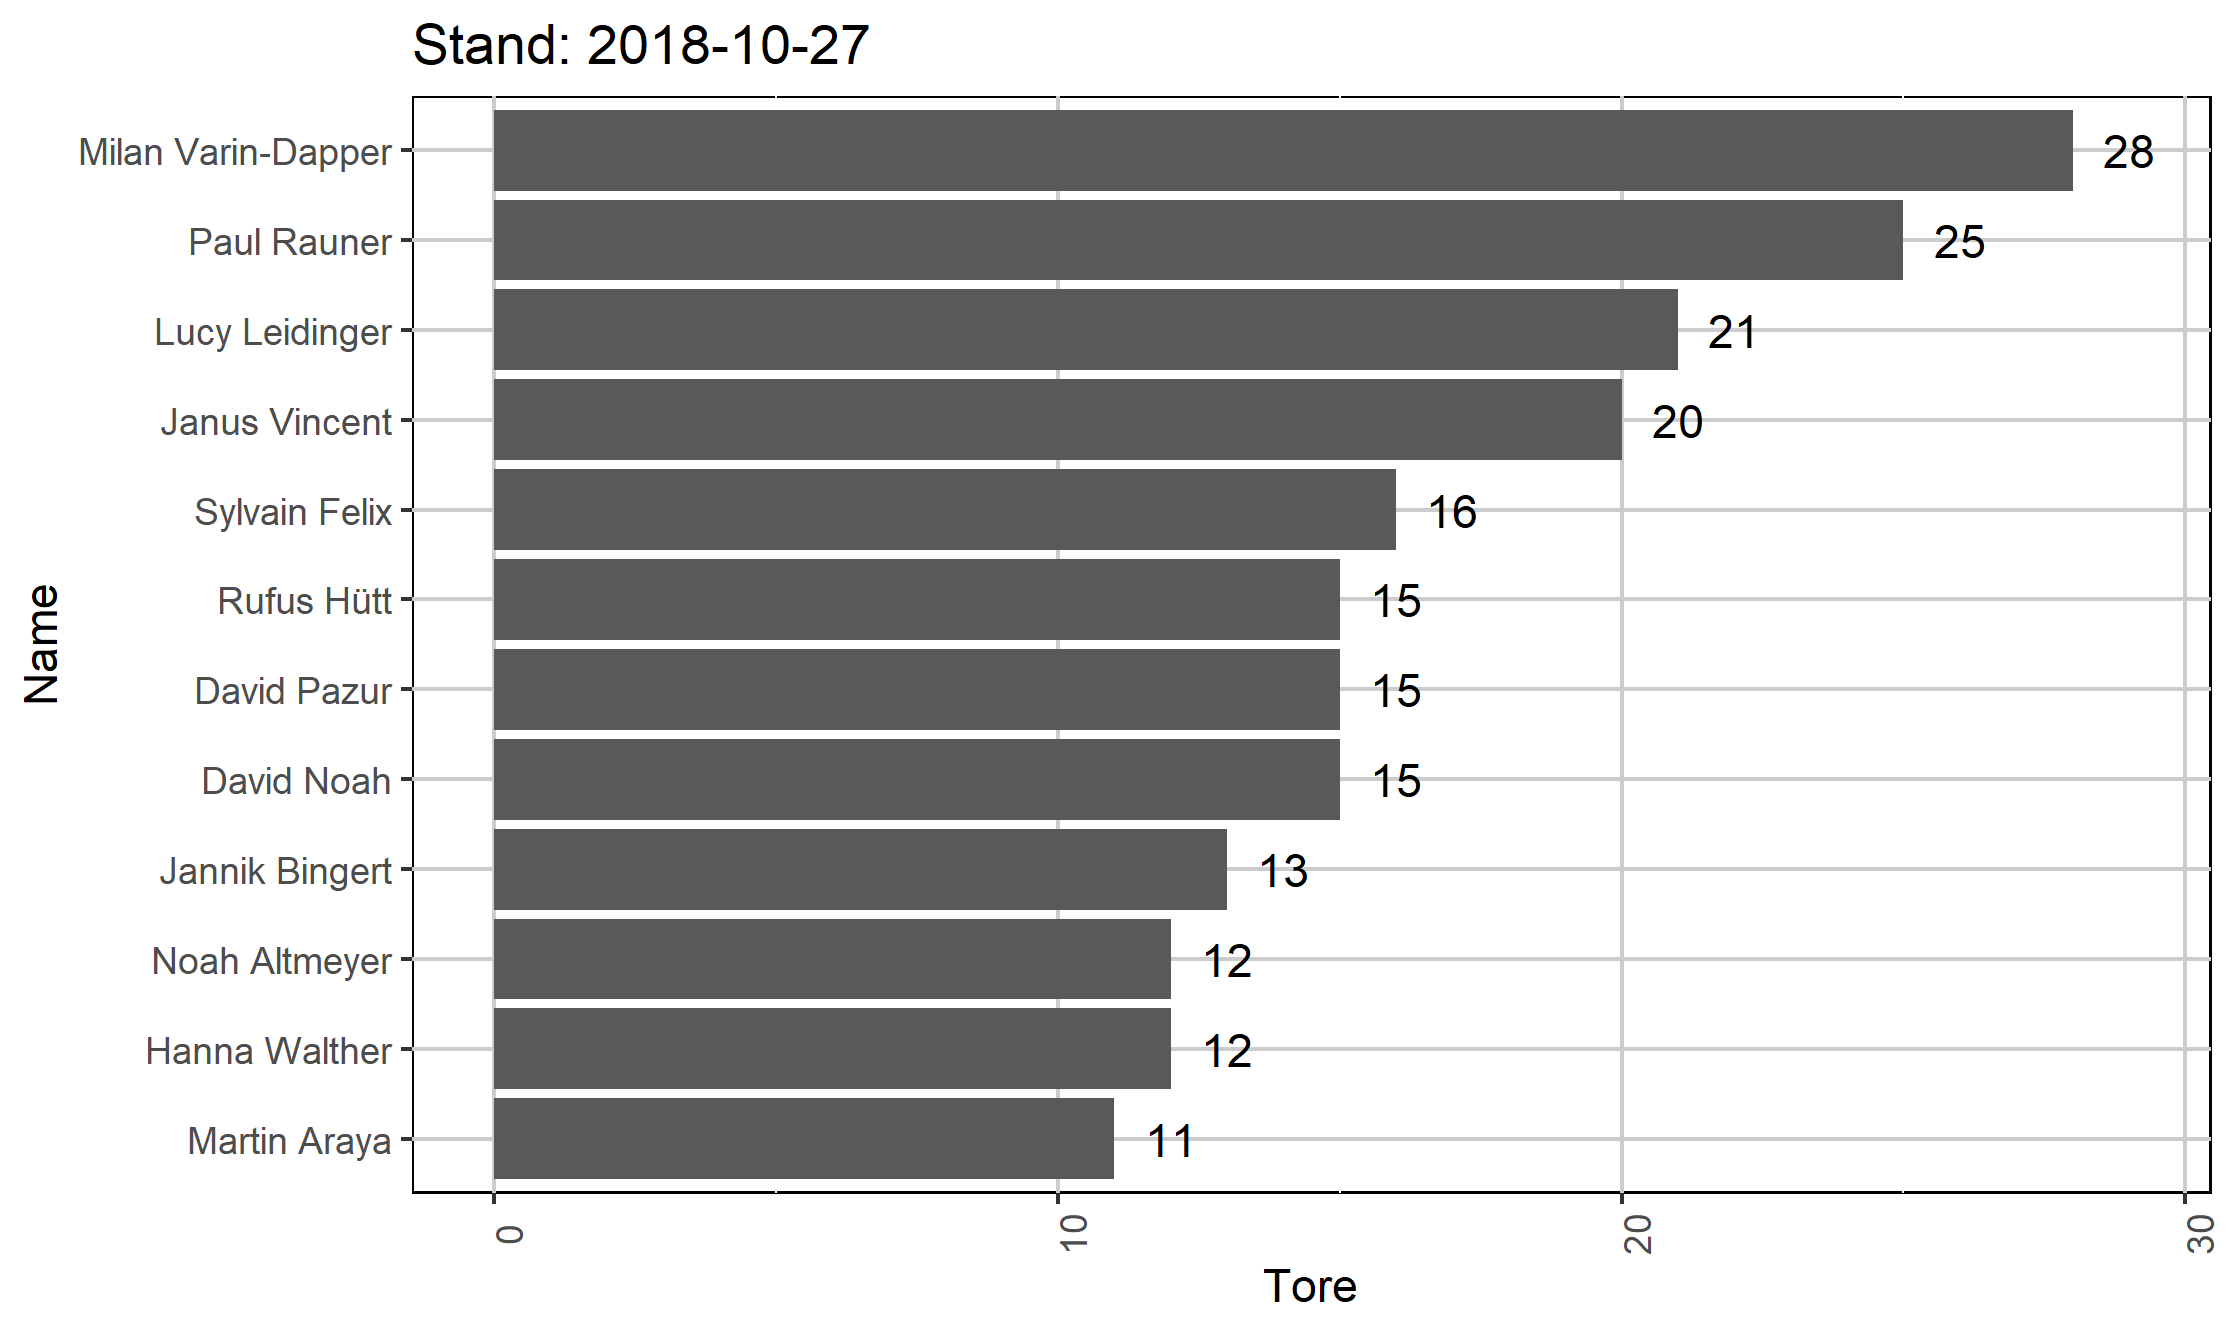 Stand: 2018-10-27
Milan Varin-Dapper 28
Paul Rauner 25
Lucy Leidinger 21
Janus Vincent 20
Sylvain Felix 16
Rufus Hütt 15
David Pazur 15
David Noah 15
Jannik Bingert 13
Noah Altmeyer 12
Hanna Walther 12
Martin Araya 11
Name
0 10 20 30
Tore